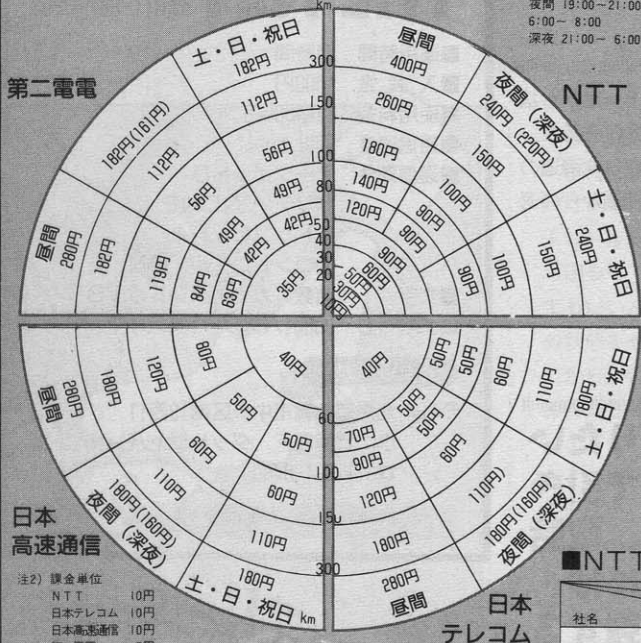 夜間 19:00~21:00
6:00~ 8:00
深夜 21:00~ 6:00
第二電電
NTT
km
土・日・祝日
182円
112円
56円
49円
42円
夜間(深夜)
182円(161円)
112円
56円
49円
42円
昼間
280円
182円
119円
84円
63円
35円
300
150
100
80
50
40
30
20
昼間
400円
260円
180円
140円
120円
夜間(深夜)
240円(220円)
150円
100円
90円
90円
土・日・祝日
240円
150円
100円
90円
90円
60円
50円
30円
10円
昼間
280円
180円
120円
80円
40円
夜間(深夜)
180円(160円)
110円
60円
50円
土・日・祝日
180円
110円
60円
50円
60
100
150
300
km
40円
土・日・祝日
180円
110円
60円
50円
50円
夜間(深夜)
180円(160円)
110円)
60円
50円
50円
昼間
280円
180円
120円
90円
70円
日本
高速通信
日本
テレコム
注2) 課金単位
NTT 10円
日本テレコム 10円
日本高速通信 10円
■NTT
社名